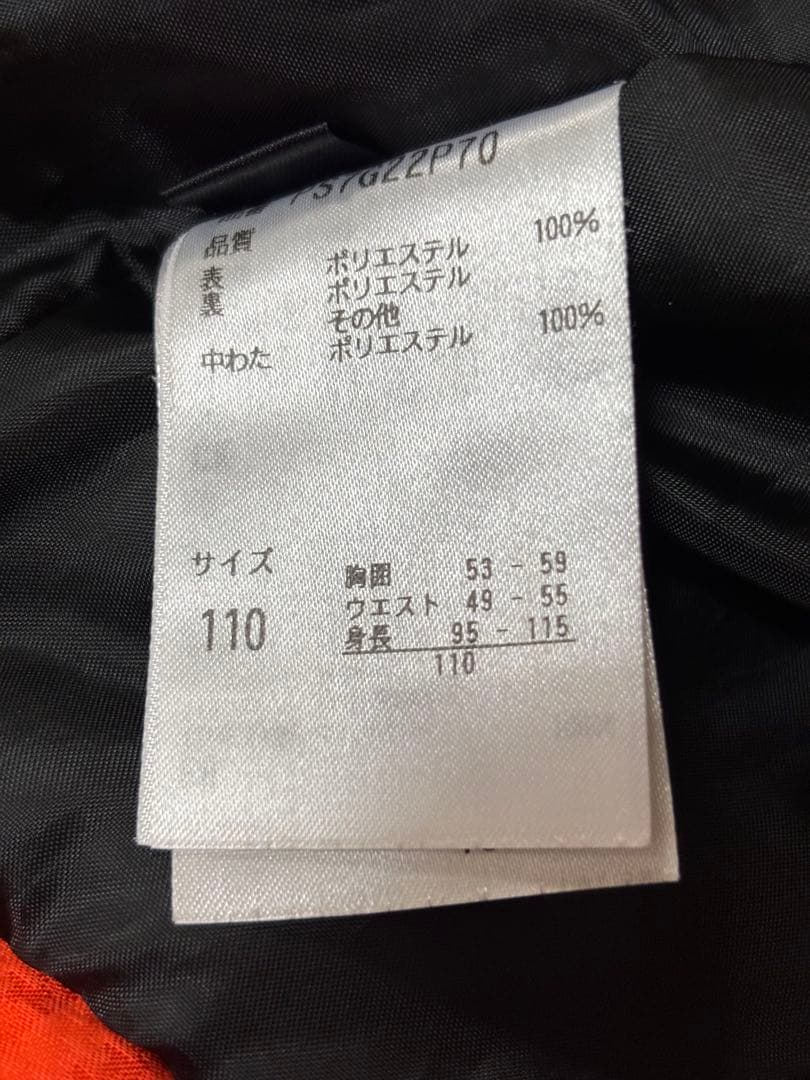 PS7G22P70
品質
表 ポリエステル 100%
裏 ポリエステル
その他
中わた ポリエステル 100%
サイズ
110
胸囲 53 - 59
ウエスト 49 - 55
身長 95 - 115
110